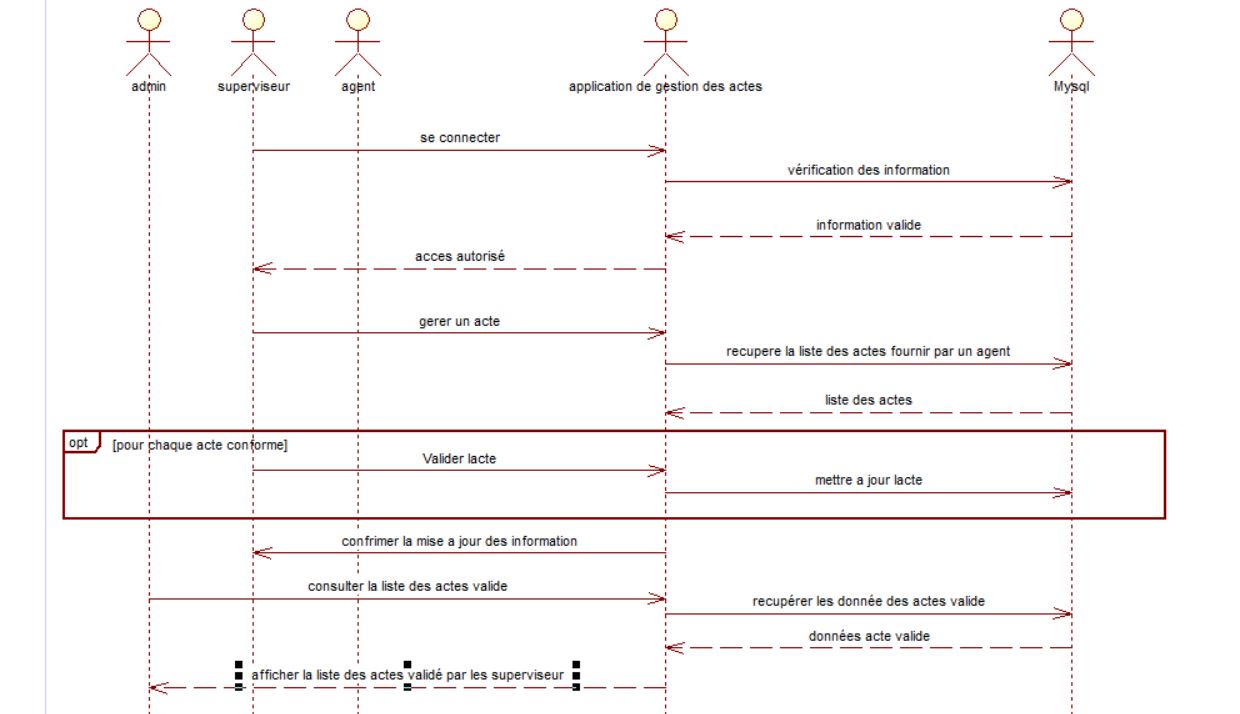 admin
superviseur
agent
application de gestion des actes
Mysql
se connecter
vérification des information
information valide
acces autorisé
gerer un acte
recupere la liste des actes fournir par un agent
liste des actes
opt
[pour chaque acte conforme]
Valider lacte
mettre a jour lacte
confrimer la mise a jour des information
consulter la liste des actes valide
recupérer les donnée des actes valide
données acte valide
afficher la liste des actes validé par les superviseur